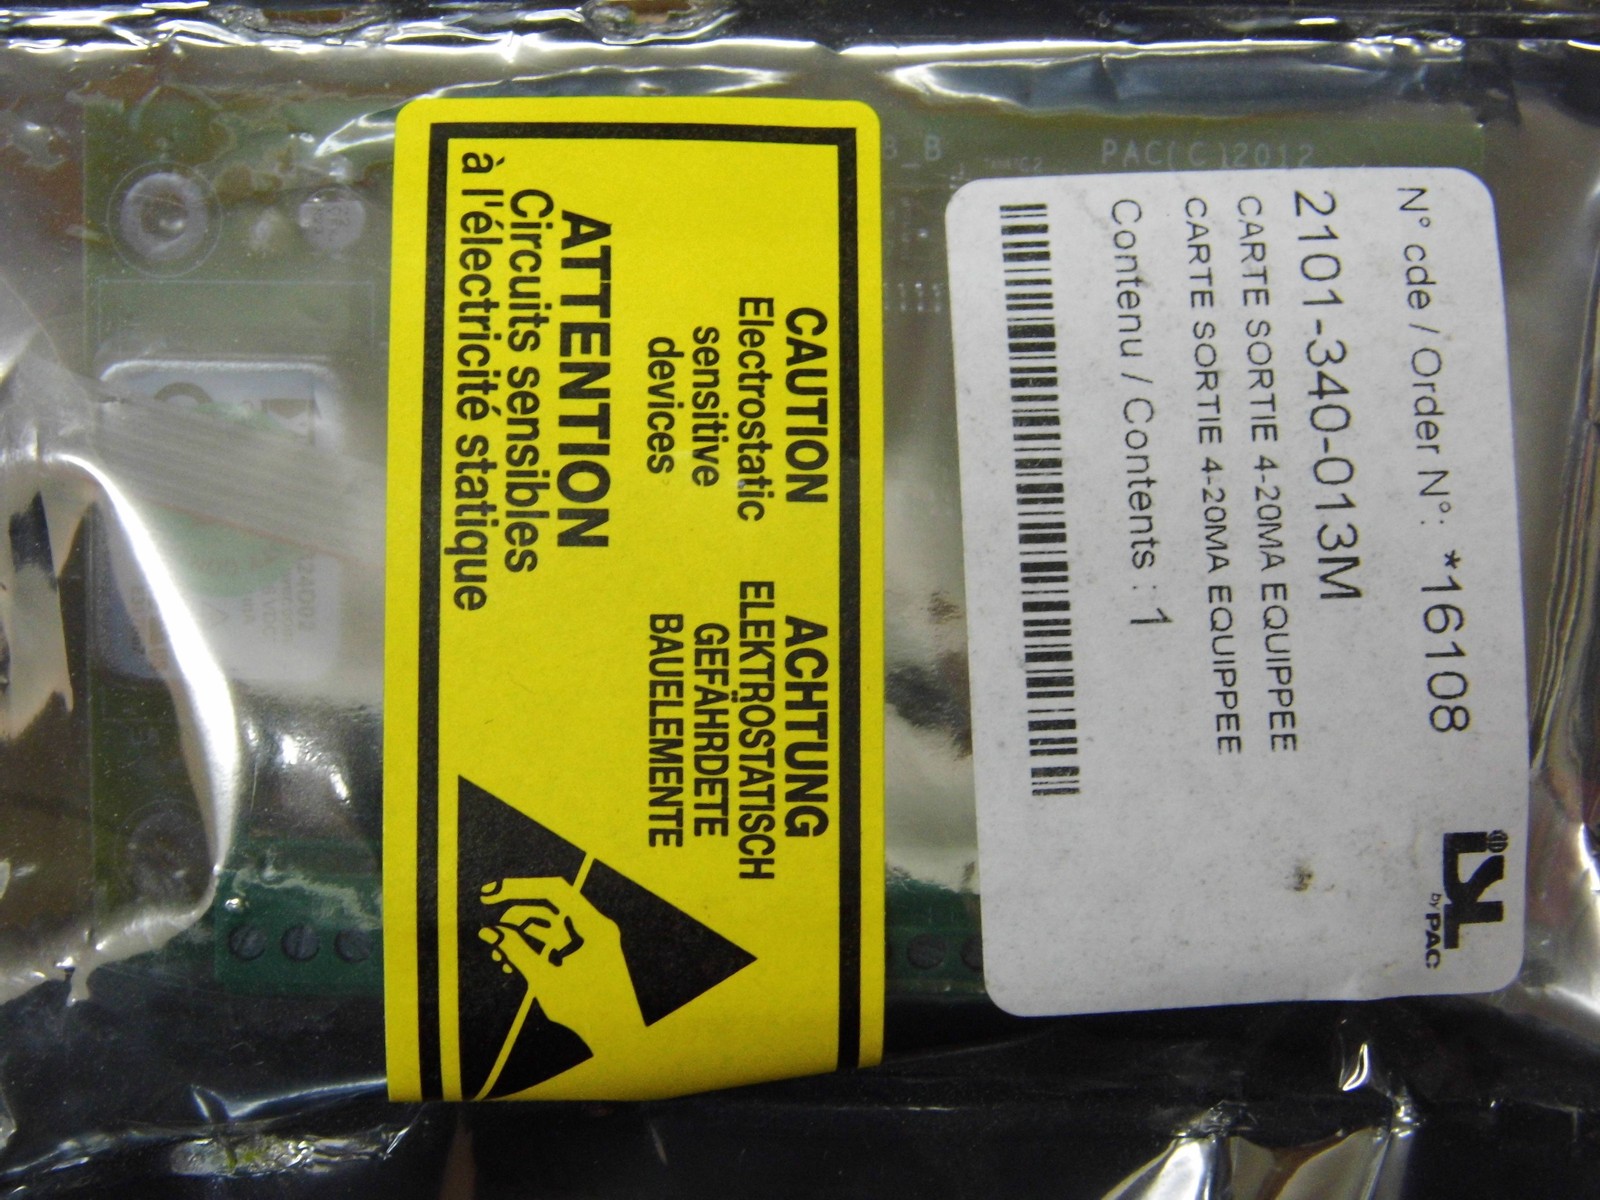 N° cde / Order N°: *16108
2101-340-013M
CARTE SORTIE 4-20MA EQUIPPEE
CARTE SORTIE 4-20MA EQUIPPEE
Contenu / Contents : 1
ISL
by PAC
CAUTION
Electrostatic
sensitive
devices
ACHTUNG
ELEKTROSTATISCH
GEFÄHRDETE
BAUELEMENTE
ATTENTION
Circuits sensibles
à l'électricité statique
PAC(C)2012